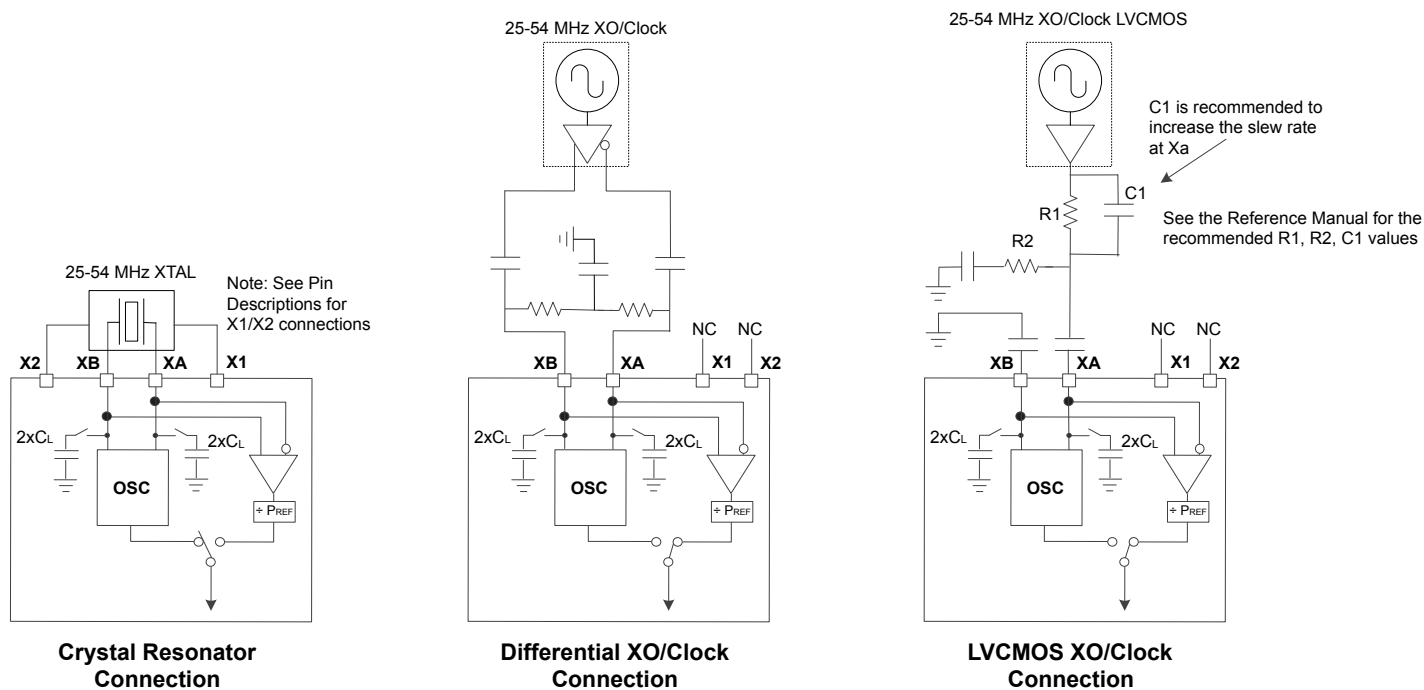 25-54 MHz XTAL
Note: See Pin
Descriptions for
X1/X2 connections
X2
XB
XA
X1
2xCL
2xCL
OSC
÷ PREF
Crystal Resonator
Connection
25-54 MHz XO/Clock
NC
NC
XB
XA
X1
X2
2xCL
2xCL
OSC
÷ PREF
Differential XO/Clock
Connection
25-54 MHz XO/Clock LVCMOS
C1 is recommended to
increase the slew rate
at Xa
C1
R1
See the Reference Manual for the
recommended R1, R2, C1 values
R2
NC
NC
XB
XA
X1
X2
2xCL
2xCL
OSC
÷ PREF
LVCMOS XO/Clock
Connection